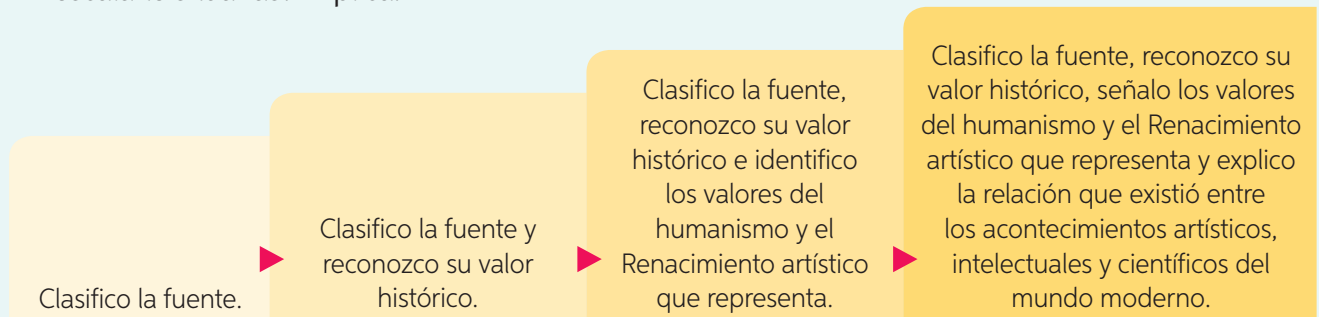 Clasifico la fuente.
Clasifico la fuente y
reconozco su valor
histórico.
Clasifico la fuente,
reconozco su valor
histórico e identifico
los valores del
humanismo y el
Renacimiento artístico
que representa.
Clasifico la fuente, reconozco su
valor histórico, señalo los valores
del humanismo y el Renacimiento
artístico que representa y explico
la relación que existió entre
los acontecimientos artísticos,
intelectuales y científicos del
mundo moderno.